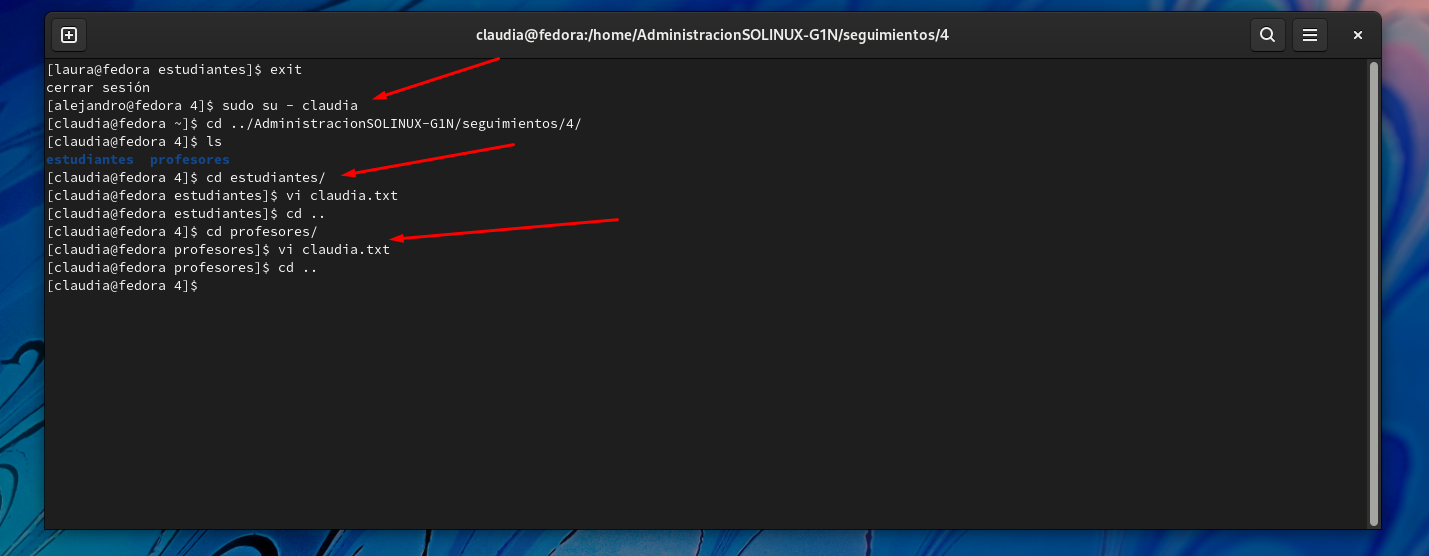 claudia@fedora:/home/AdministracionSOLINUX-G1N/seguimientos/4
[laura@fedora estudiantes]$ exit
cerrar sesión
[alejandro@fedora 4]$ sudo su - claudia
[claudia@fedora ~]$ cd ../AdministracionSOLINUX-G1N/seguimientos/4/
[claudia@fedora 4]$ ls
estudiantes  profesores
[claudia@fedora 4]$ cd estudiantes/
[claudia@fedora estudiantes]$ vi claudia.txt
[claudia@fedora estudiantes]$ cd ..
[claudia@fedora 4]$ cd profesores/
[claudia@fedora profesores]$ vi claudia.txt
[claudia@fedora profesores]$ cd ..
[claudia@fedora 4]$